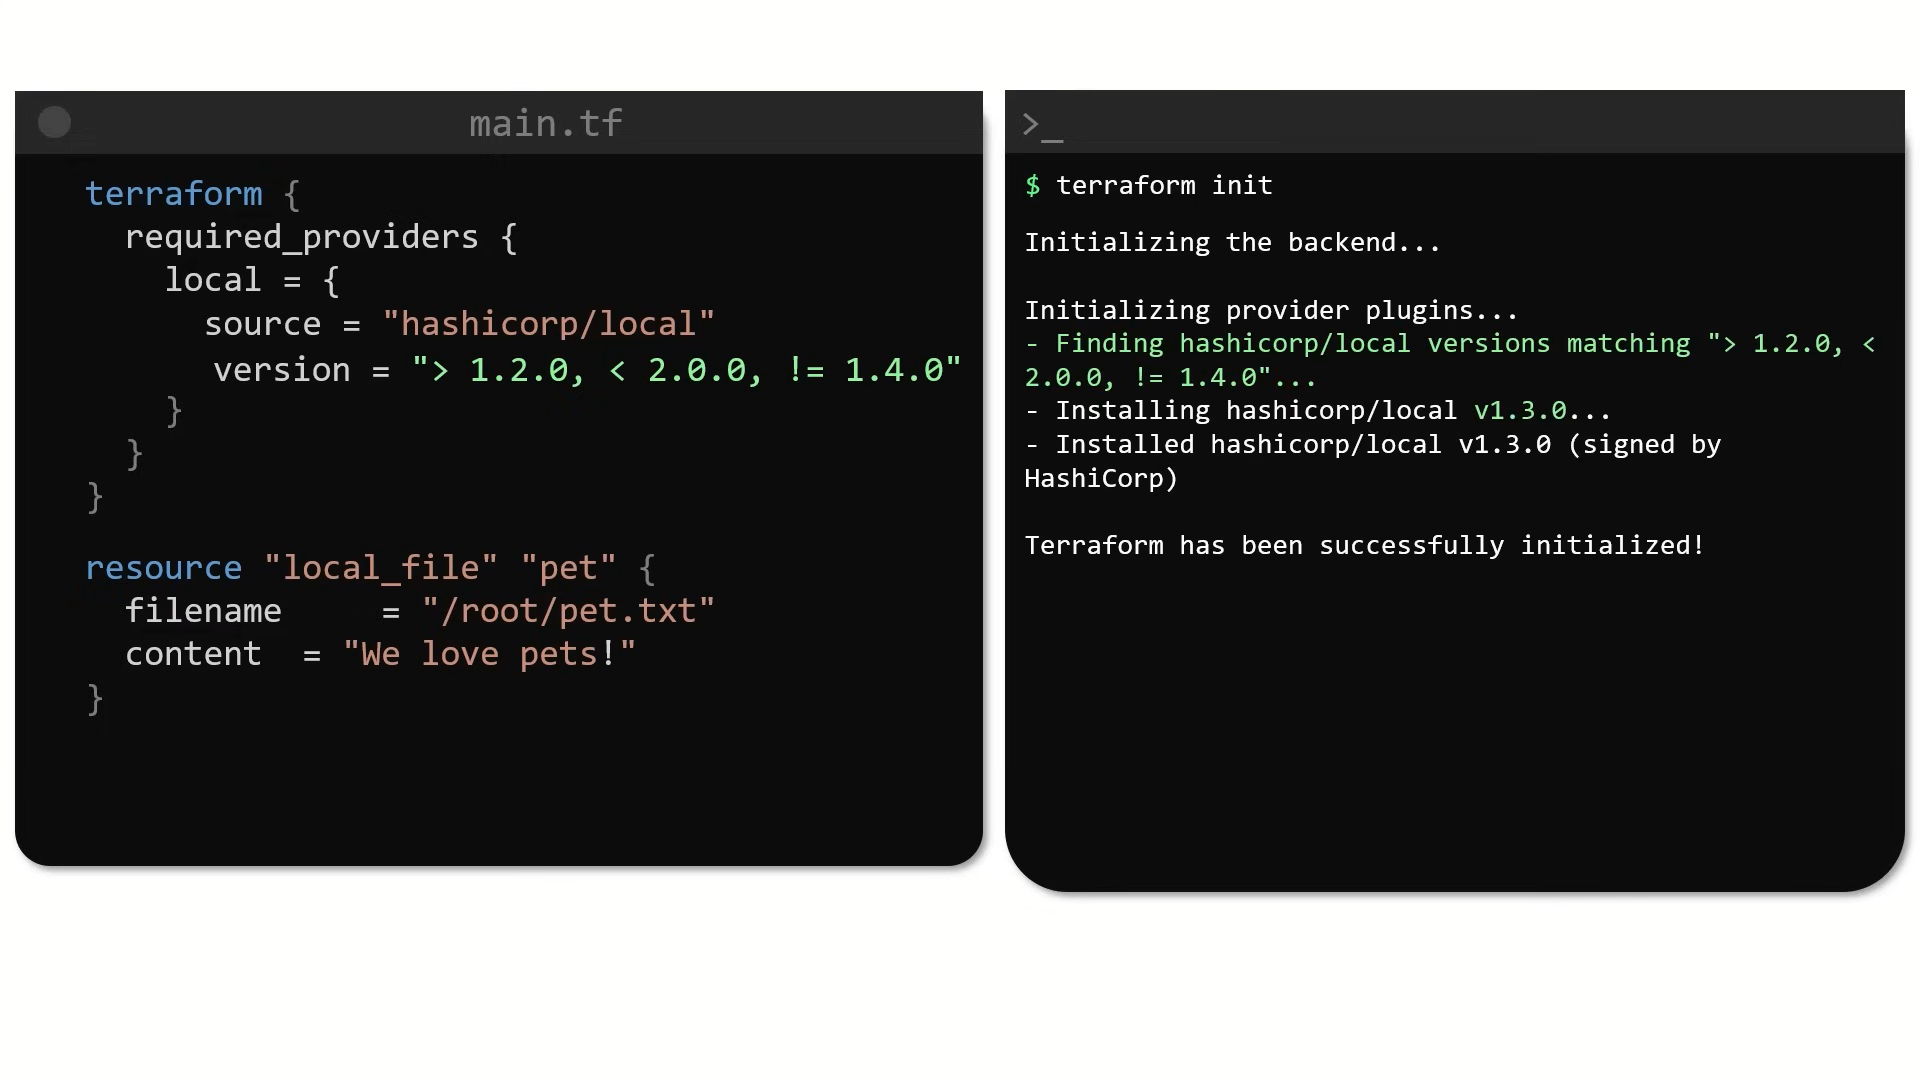 main.tf
terraform {
required_providers {
local = {
source = "hashicorp/local"
version = "> 1.2.0, < 2.0.0, != 1.4.0"
}
}
}
resource "local_file" "pet" {
filename = "/root/pet.txt"
content = "We love pets!"
}
>_
$ terraform init
Initializing the backend...
Initializing provider plugins...
- Finding hashicorp/local versions matching "> 1.2.0, <
2.0.0, != 1.4.0"...
- Installing hashicorp/local v1.3.0...
- Installed hashicorp/local v1.3.0 (signed by
HashiCorp)
Terraform has been successfully initialized!